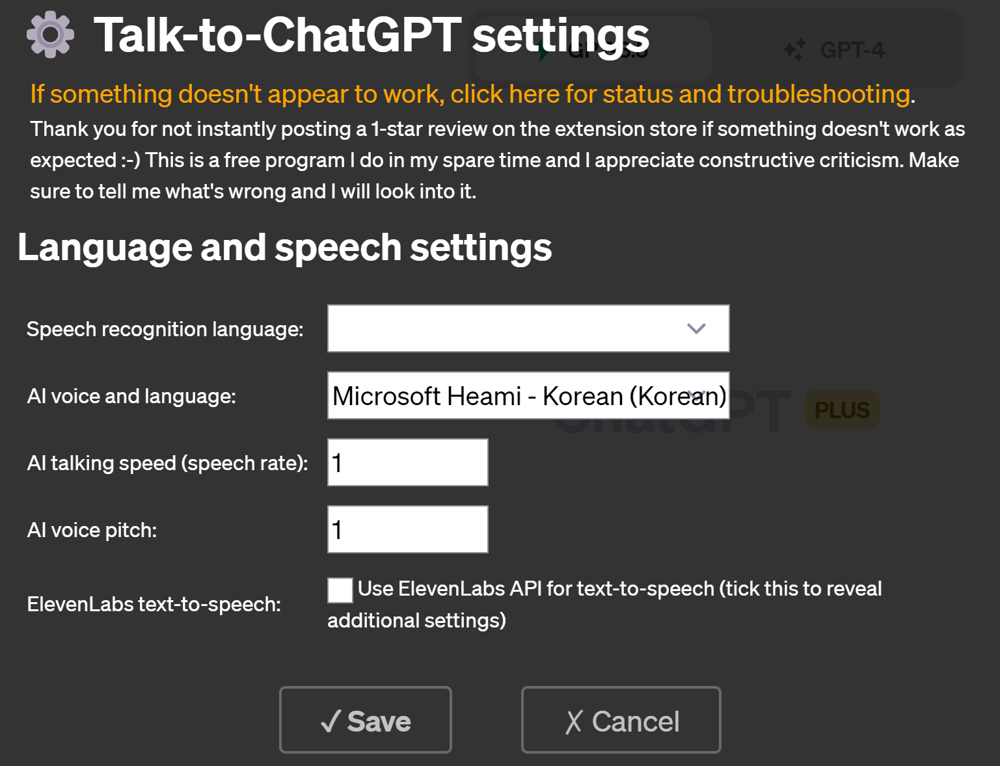 Talk-to-ChatGPT settings
GPT-3.5
GPT-4
If something doesn't appear to work, click here for status and troubleshooting.
Thank you for not instantly posting a 1-star review on the extension store if something doesn't work as
expected :-) This is a free program I do in my spare time and I appreciate constructive criticism. Make
sure to tell me what's wrong and I will look into it.
Language and speech settings
Speech recognition language:
AI voice and language:
Microsoft Heami - Korean (Korean)
ChatGPT
PLUS
AI talking speed (speech rate):
1
AI voice pitch:
1
ElevenLabs text-to-speech:
Use ElevenLabs API for text-to-speech (tick this to reveal
additional settings)
✓ Save
✗ Cancel